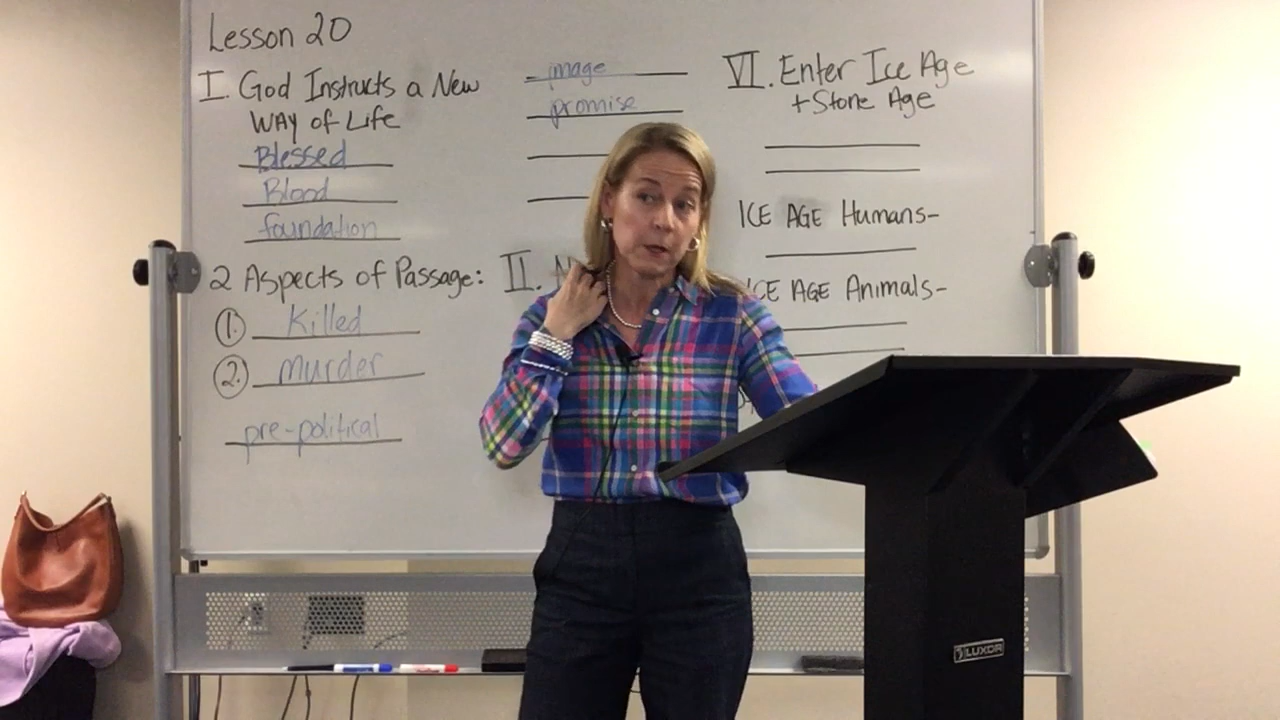 Lesson 20
I. God Instructs a New
WAY of LIFE
Blessed
Blood
foundation
2 Aspects of Passage:
1. Killed
2. Murder
pre-political
image
promise
II. N
VI. Enter Ice Age
+ Stone Age
ICE AGE Humans-
ICE AGE Animals-
LUXOR